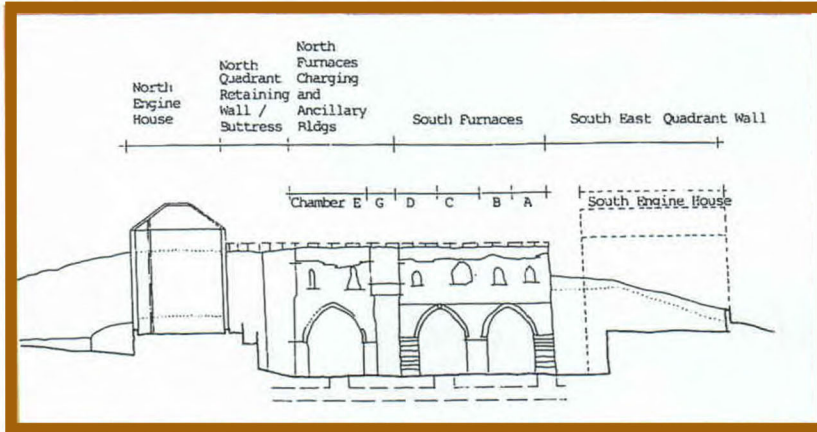 North
Engine
House
North
Quadrant
Retaining
Wall /
Buttress
North
Furnaces
Charging
and
Ancillary
Rldgs
South Furnaces
South East Quadrant Wall
Chamber E G D C B A
South Engine House